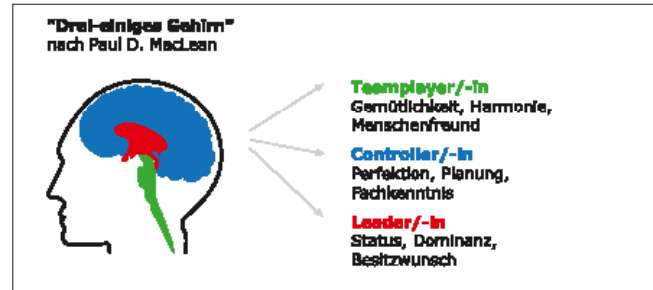 "Drei-einiges Gehirn"
nach Paul D. MacLean
Teamplayer/-in
Gemütlichkeit, Harmonie,
Menschenfreund
Controller/-in
Perfektion, Planung,
Fachkenntnis
Leader/-in
Status, Dominanz,
Besitzwunsch